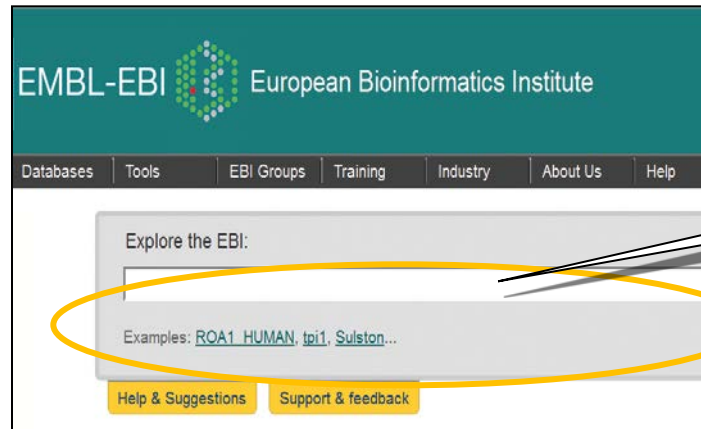 EMBL-EBI European Bioinformatics Institute
Databases Tools EBI Groups Training Industry About Us Help
Explore the EBI:
Examples: ROA1_HUMAN, tpi1, Sulston...
Help & Suggestions Support & feedback